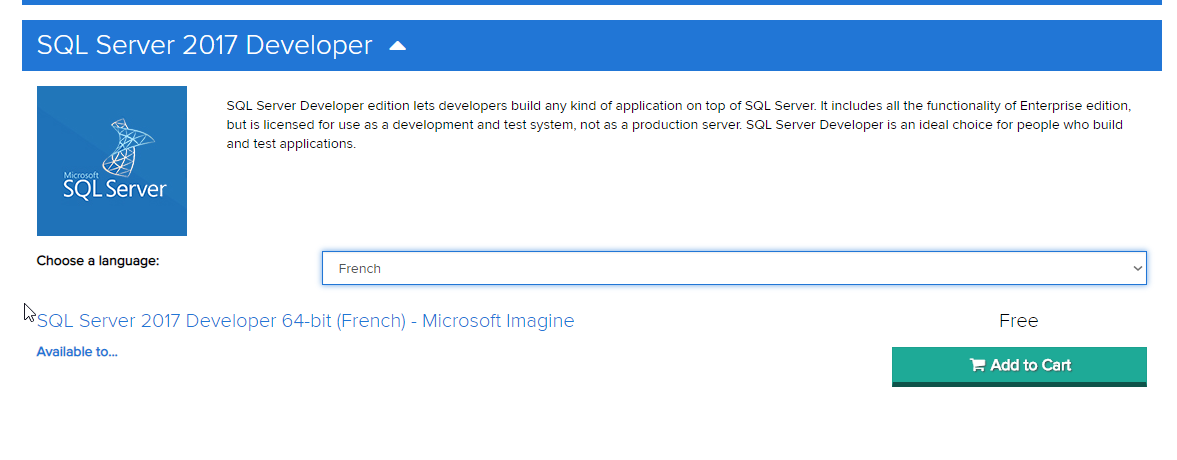 SQL Server 2017 Developer
SQL Server Developer edition lets developers build any kind of application on top of SQL Server. It includes all the functionality of Enterprise edition,
but is licensed for use as a development and test system, not as a production server. SQL Server Developer is an ideal choice for people who build
and test applications.
Microsoft
SQL Server
Choose a language:
French
SQL Server 2017 Developer 64-bit (French) - Microsoft Imagine
Free
Available to...
Add to Cart